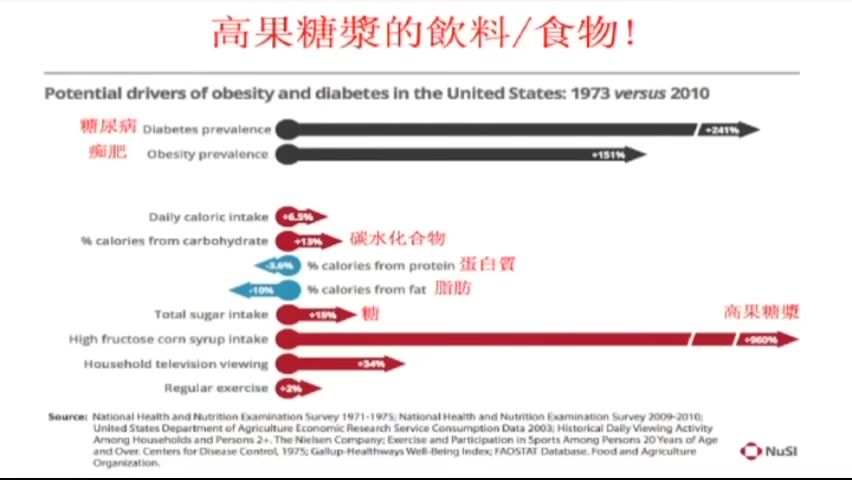 高果糖漿的飲料/食物!
Potential drivers of obesity and diabetes in the United States: 1973 versus 2010
糖尿病 Diabetes prevalence +241%
痴肥 Obesity prevalence +151%
Daily caloric intake +6.5%
% calories from carbohydrate +13% 碳水化合物
-3.6% % calories from protein 蛋白質
-10% % calories from fat 脂肪
Total sugar intake +15% 糖
高果糖漿
High fructose corn syrup intake +960%
Household television viewing +34%
Regular exercise +2%
Source: National Health and Nutrition Examination Survey 1971-1975; National Health and Nutrition Examination Survey 2009-2010;
United States Department of Agriculture Economic Research Service Consumption Data 2003; Historical Daily Viewing Activity
Among Households and Persons 2+. The Nielsen Company; Exercise and Participation in Sports Among Persons 20 Years of Age
and Over. Centers for Disease Control, 1975; Gallup-Healthways Well-Being Index; FAOSTAT Database. Food and Agriculture
Organization.
NuSI